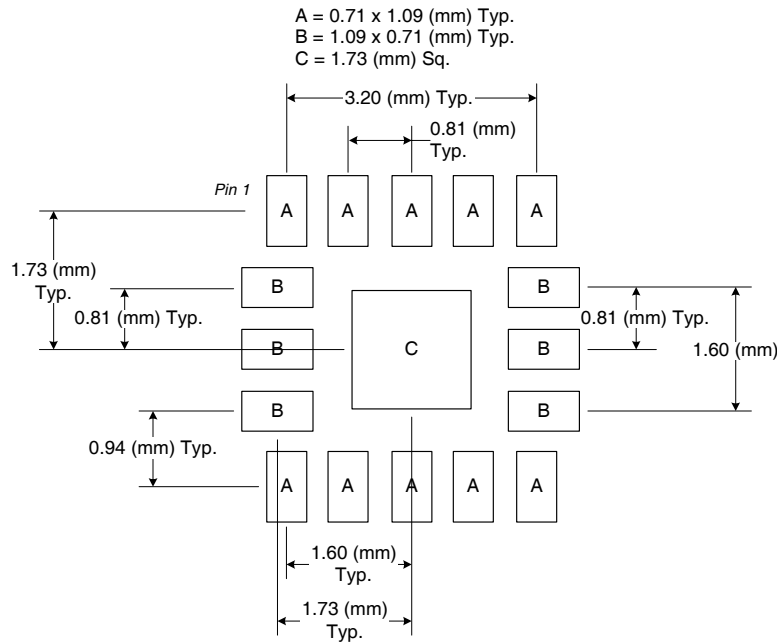 A = 0.71 x 1.09 (mm) Typ.
B = 1.09 x 0.71 (mm) Typ.
C = 1.73 (mm) Sq.
3.20 (mm) Typ.
0.81 (mm)
Typ.
Pin 1
A
A
A
A
A
1.73 (mm)
Typ.
B
B
0.81 (mm) Typ.
0.81 (mm) Typ.
B
C
B
1.60 (mm)
B
B
0.94 (mm) Typ.
A
A
A
A
A
1.60 (mm)
Typ.
1.73 (mm)
Typ.